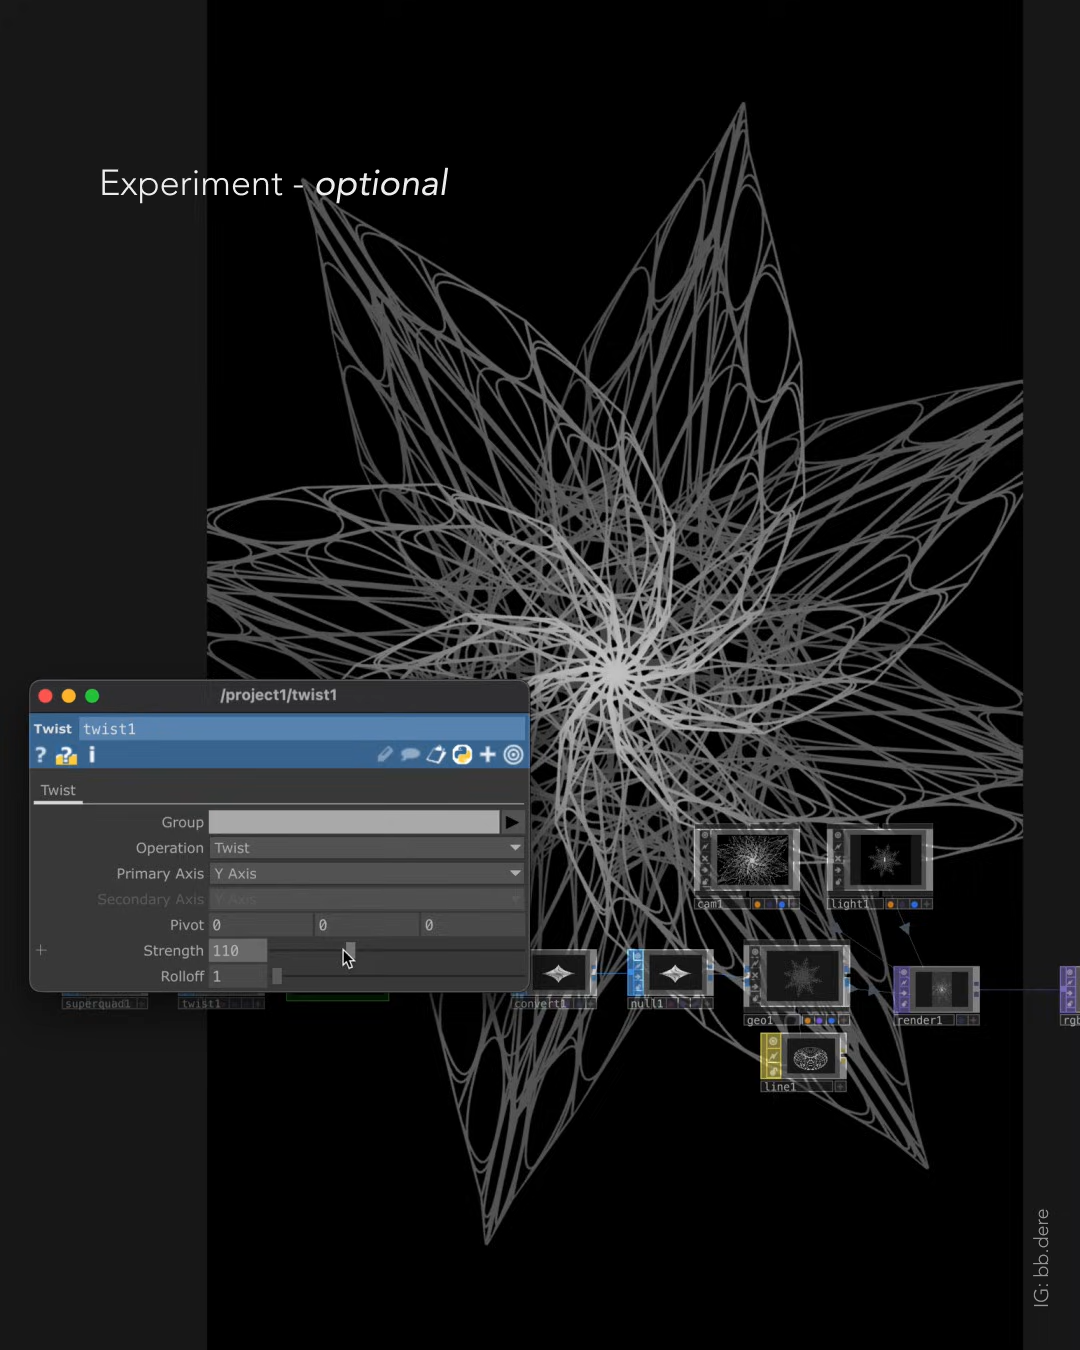 Experiment - optional
/project1/twist1
Twist twist1
? ? i
Twist
Group
Operation Twist
Primary Axis Y Axis
Secondary Axis Y Axis
Pivot 0 0 0
Strength 110
Rolloff 1
cam1
light1
superquad1
twist1
convert1
null1
geo1
render1
rgb
line1
IG: bb.dere